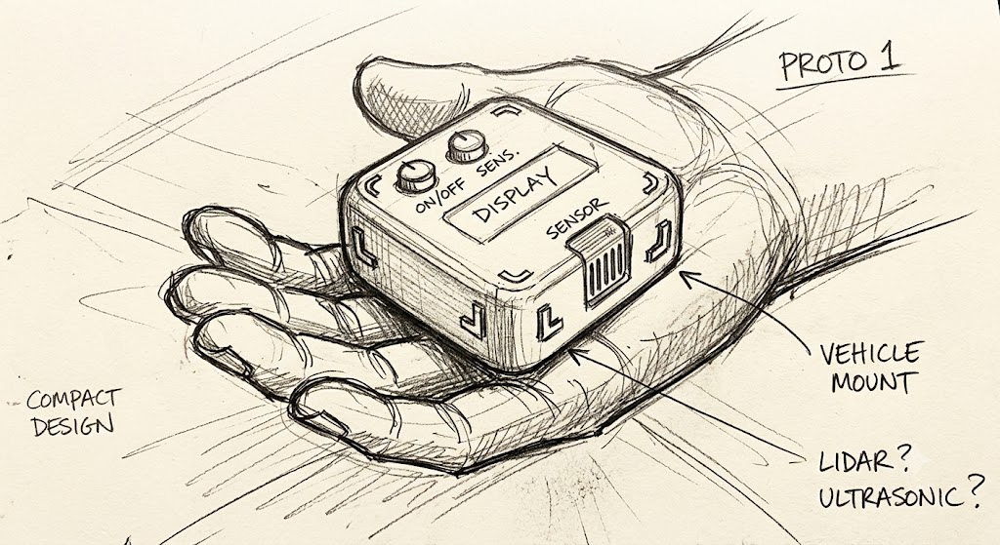 PROTO 1
ON/OFF
SENS.
DISPLAY
SENSOR
VEHICLE
MOUNT
COMPACT
DESIGN
LIDAR?
ULTRASONIC?